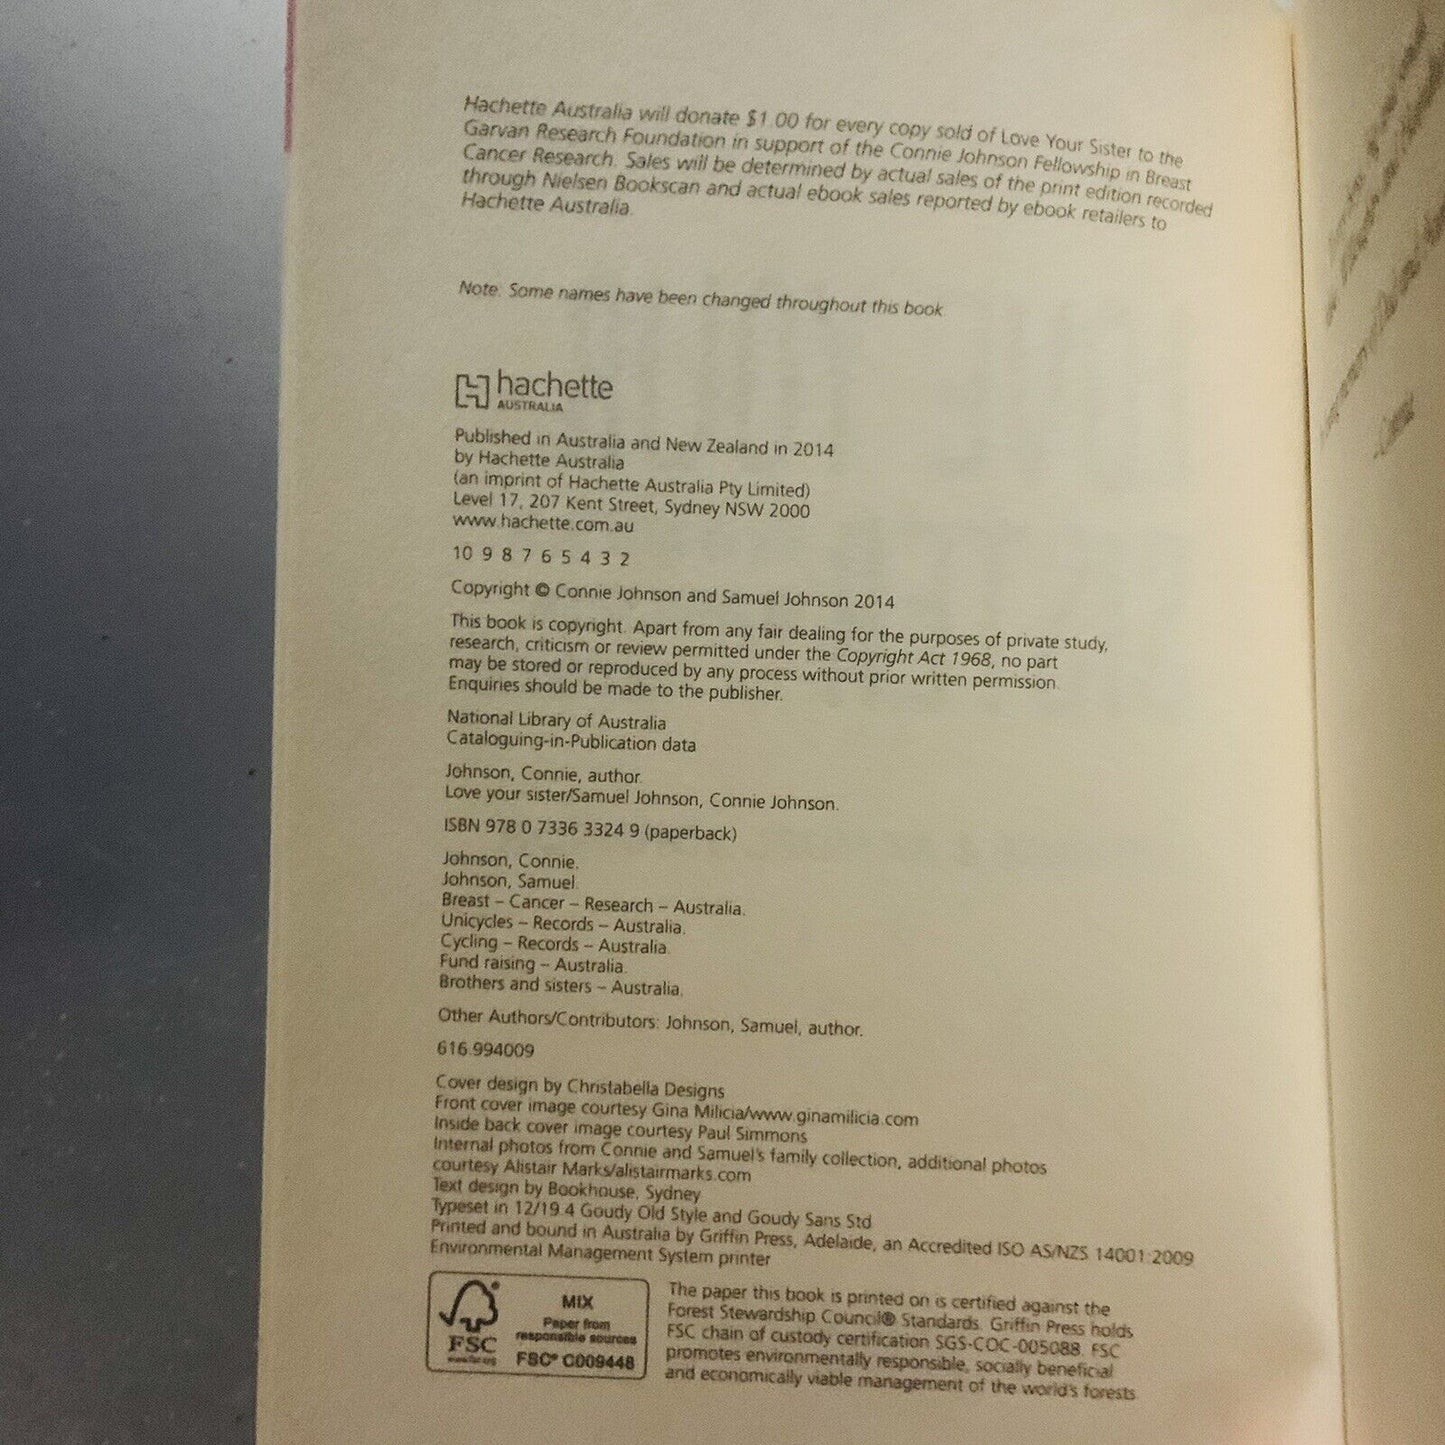 Hachette Australia will donate $1.00 for every copy sold of Love Your Sister to the
Garvan Research Foundation in support of the Connie Johnson Fellowship in Breast
Cancer Research. Sales will be determined by actual sales of the print edition recorded
through Nielsen Bookscan and actual ebook sales reported by ebook retailers to
Hachette Australia.
Note: Some names have been changed throughout this book.
hachette
AUSTRALIA
Published in Australia and New Zealand in 2014
by Hachette Australia
(an imprint of Hachette Australia Pty Limited)
Level 17, 207 Kent Street, Sydney NSW 2000
www.hachette.com.au
10 9 8 7 6 5 4 3 2
Copyright © Connie Johnson and Samuel Johnson 2014
This book is copyright. Apart from any fair dealing for the purposes of private study,
research, criticism or review permitted under the Copyright Act 1968, no part
may be stored or reproduced by any process without prior written permission.
Enquiries should be made to the publisher.
National Library of Australia
Cataloguing-in-Publication data
Johnson, Connie, author.
Love your sister/Samuel Johnson, Connie Johnson.
ISBN 978 0 7336 3324 9 (paperback)
Johnson, Connie.
Johnson, Samuel.
Breast – Cancer – Research – Australia.
Unicycles – Records – Australia.
Cycling – Records – Australia.
Fund raising – Australia.
Brothers and sisters – Australia.
Other Authors/Contributors: Johnson, Samuel, author.
616.994009
Cover design by Christabella Designs
Front cover image courtesy Gina Milicia/www.ginamilicia.com
Inside back cover image courtesy Paul Simmons
Internal photos from Connie and Samuel's family collection, additional photos
courtesy Alistair Marks/alistairmarks.com
Text design by Bookhouse, Sydney
Typeset in 12/19.4 Goudy Old Style and Goudy Sans Std
Printed and bound in Australia by Griffin Press, Adelaide, an Accredited ISO AS/NZS 14001:2009
Environmental Management System printer
FSC
www.fsc.org
MIX
Paper from
responsible sources
FSC® C009448
The paper this book is printed on is certified against the
Forest Stewardship Council® Standards. Griffin Press holds
FSC chain of custody certification SGS-COC-005088. FSC
promotes environmentally responsible, socially beneficial
and economically viable management of the world's forests.